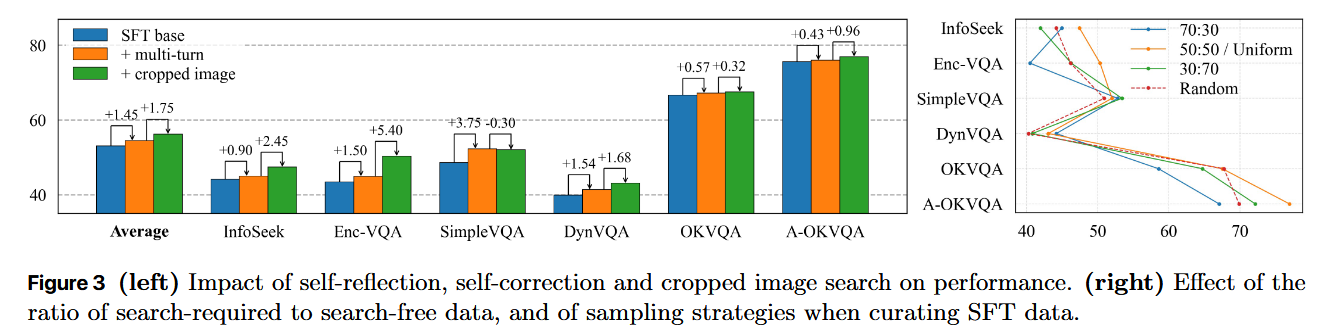 80
60
40
SFT base
+ multi-turn
+ cropped image
+1.45 +1.75
+0.90 +2.45
+1.50 +5.40
+3.75 -0.30
+1.54 +1.68
+0.57 +0.32
+0.43 +0.96
Average InfoSeek Enc-VQA SimpleVQA DynVQA OKVQA A-OKVQA
InfoSeek
Enc-VQA
SimpleVQA
DynVQA
OKVQA
A-OKVQA
70:30
50:50 / Uniform
30:70
Random
40 50 60 70
Figure 3 (left) Impact of self-reflection, self-correction and cropped image search on performance. (right) Effect of the
ratio of search-required to search-free data, and of sampling strategies when curating SFT data.